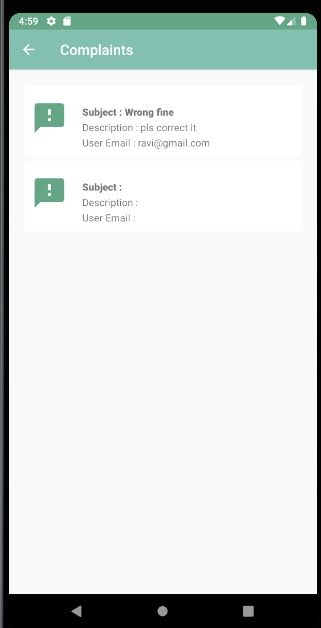 4:59
Complaints
Subject : Wrong fine
Description : pls correct it
User Email : ravi@gmail.com
Subject :
Description :
User Email :